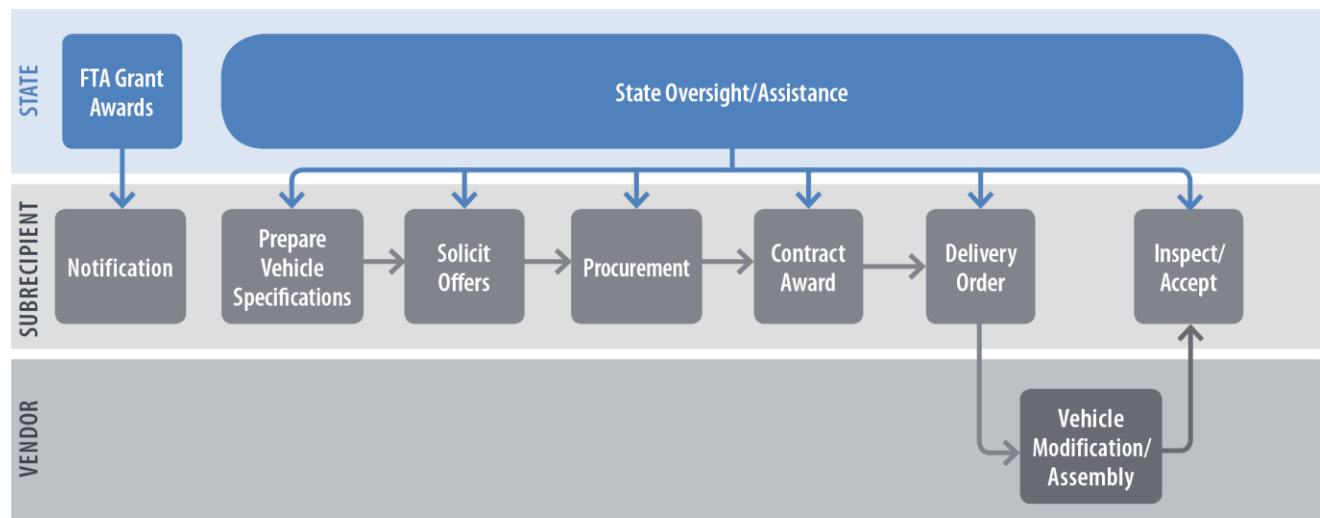 STATE
FTA Grant
Awards
State Oversight/Assistance
SUBRECIPIENT
Notification
Prepare
Vehicle
Specifications
Solicit
Offers
Procurement
Contract
Award
Delivery
Order
Inspect/
Accept
VENDOR
Vehicle
Modification/
Assembly